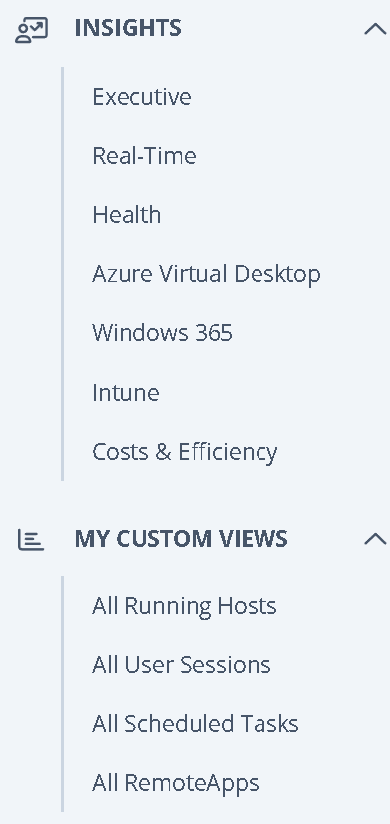 INSIGHTS
Executive
Real-Time
Health
Azure Virtual Desktop
Windows 365
Intune
Costs & Efficiency
MY CUSTOM VIEWS
All Running Hosts
All User Sessions
All Scheduled Tasks
All RemoteApps